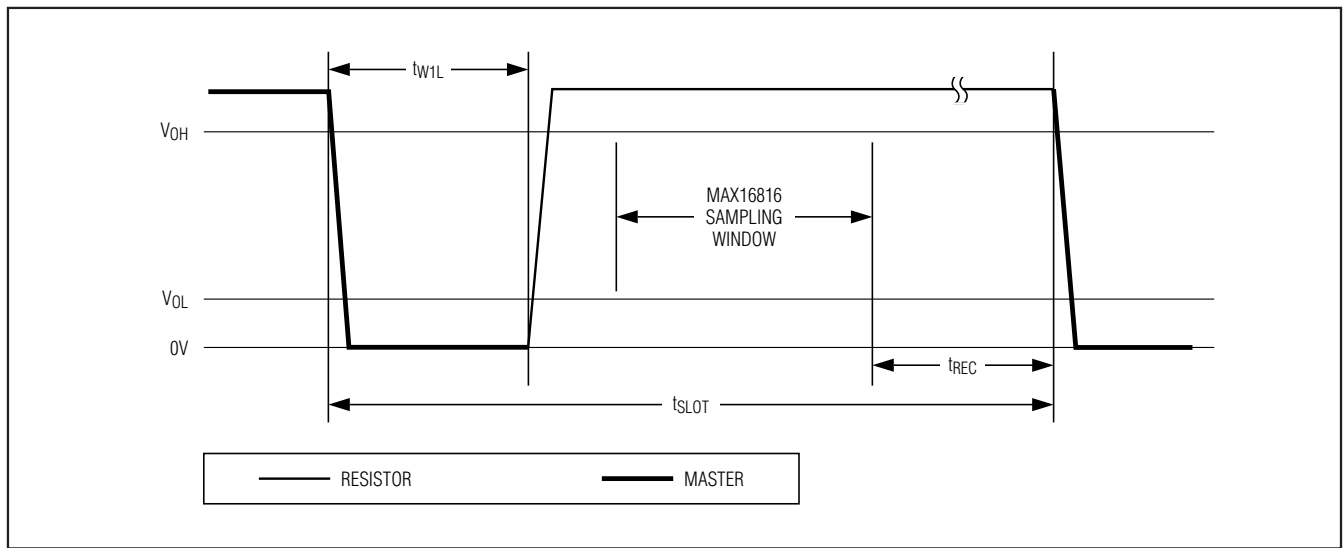 tW1L
VOH
MAX16816
SAMPLING
WINDOW
VOL
0V
tREC
tSLOT
RESISTOR
MASTER